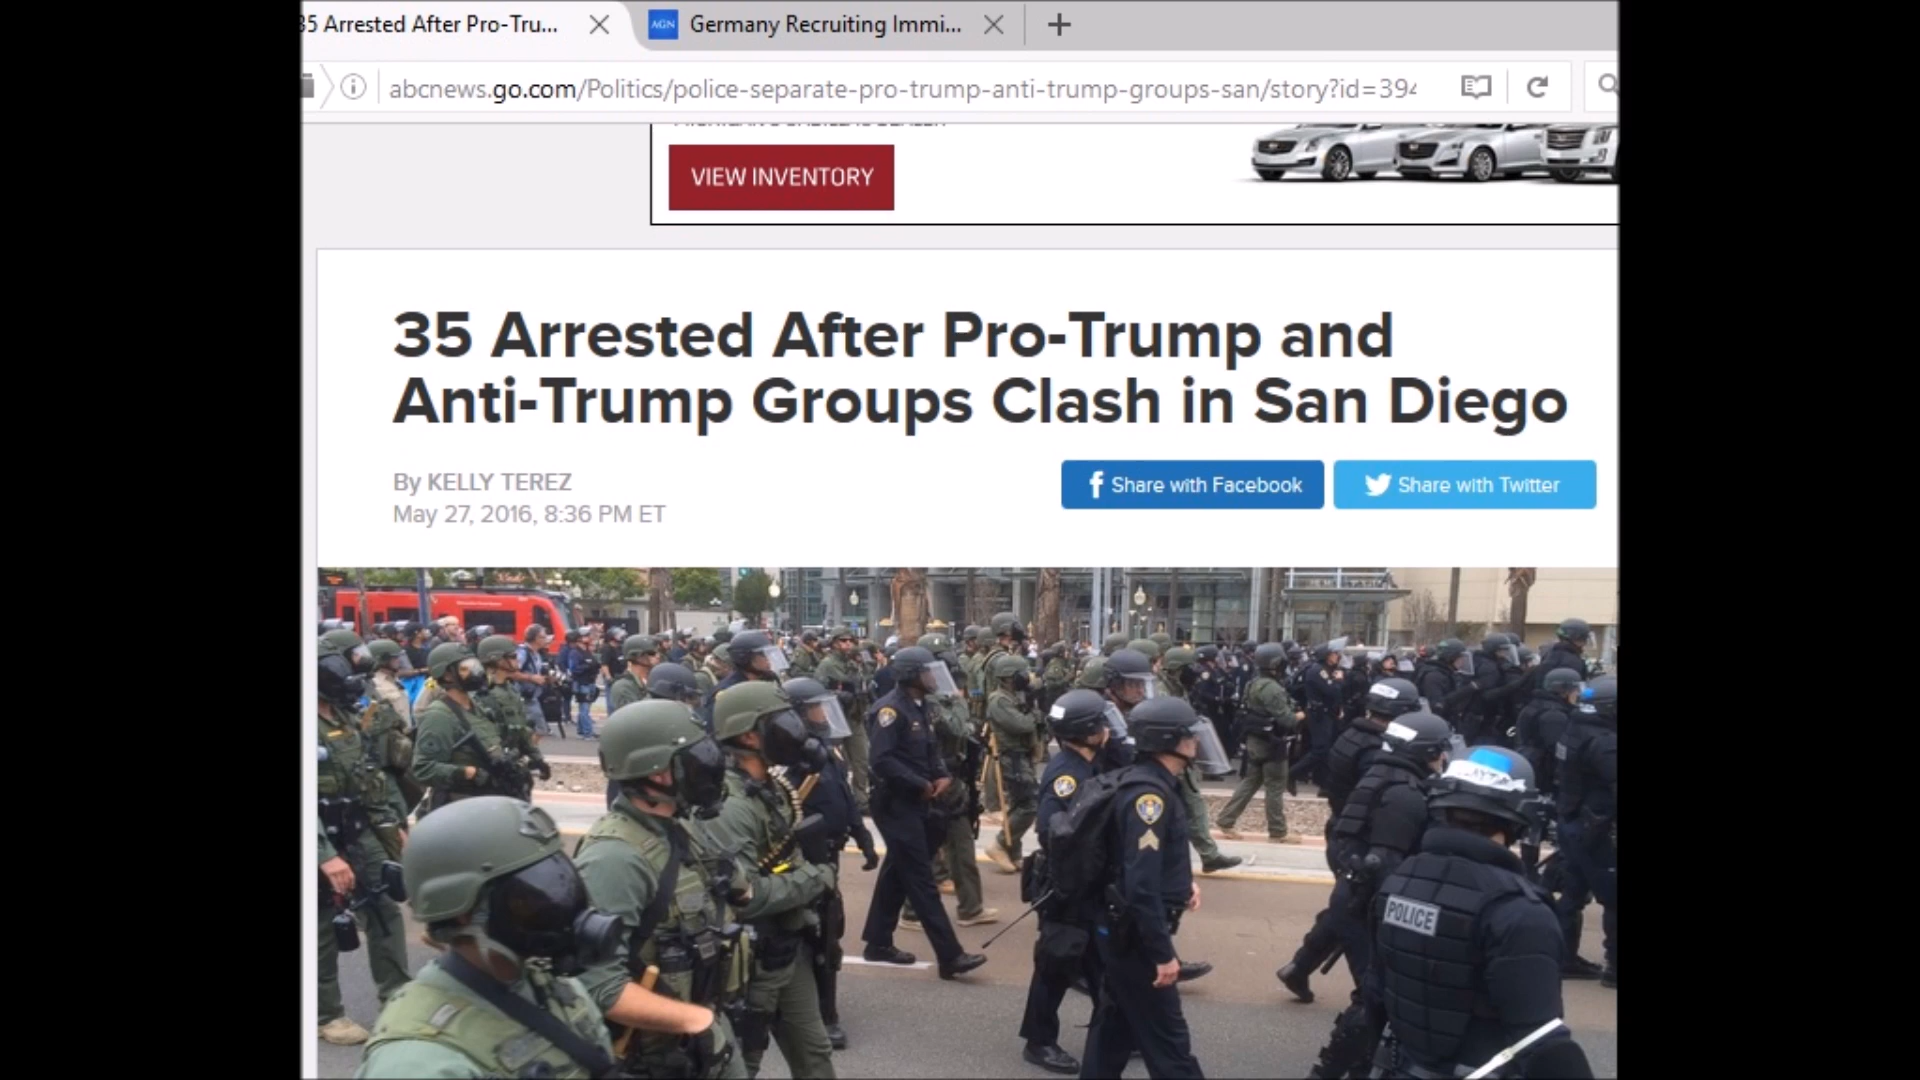 35 Arrested After Pro-Tru...
AGN Germany Recruiting Immi...
abcnews.go.com/Politics/police-separate-pro-trump-anti-trump-groups-san/story?id=394
VIEW INVENTORY
35 Arrested After Pro-Trump and
Anti-Trump Groups Clash in San Diego
By KELLY TEREZ
May 27, 2016, 8:36 PM ET
Share with Facebook
Share with Twitter
POLICE